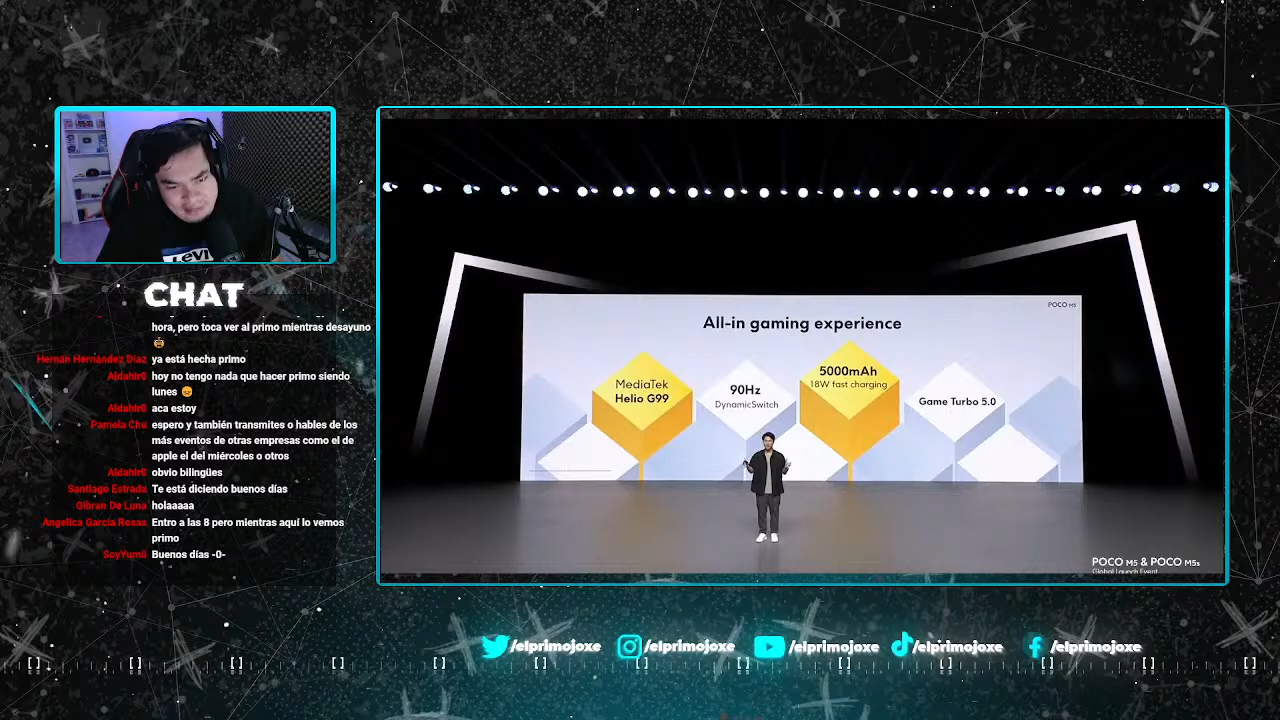 LEVI
CHAT
hora, pero toca ver al primo mientras desayuno
Hernán Hernández Díaz ya está hecha primo
Aldahir0 hoy no tengo nada que hacer primo siendo
lunes
Aldahir0 aca estoy
Pamela Chu espero y también transmites o hables de los
más eventos de otras empresas como el de
apple el del miércoles o otros
Aldahir0 obvio bilingües
Santiago Estrada Te está diciendo buenos días
Gibran De Luna holaaaaa
Angelica García Rosas Entro a las 8 pero mientras aquí lo vemos
primo
SoyYumii Buenos días -0-
POCO M5
All-in gaming experience
MediaTek
Helio G99
90Hz
DynamicSwitch
5000mAh
18W fast charging
Game Turbo 5.0
POCO M5 & POCO M5s
Global Launch Event
/elprimojoxe
/elprimojoxe
/elprimojoxe
/elprimojoxe
/elprimojoxe